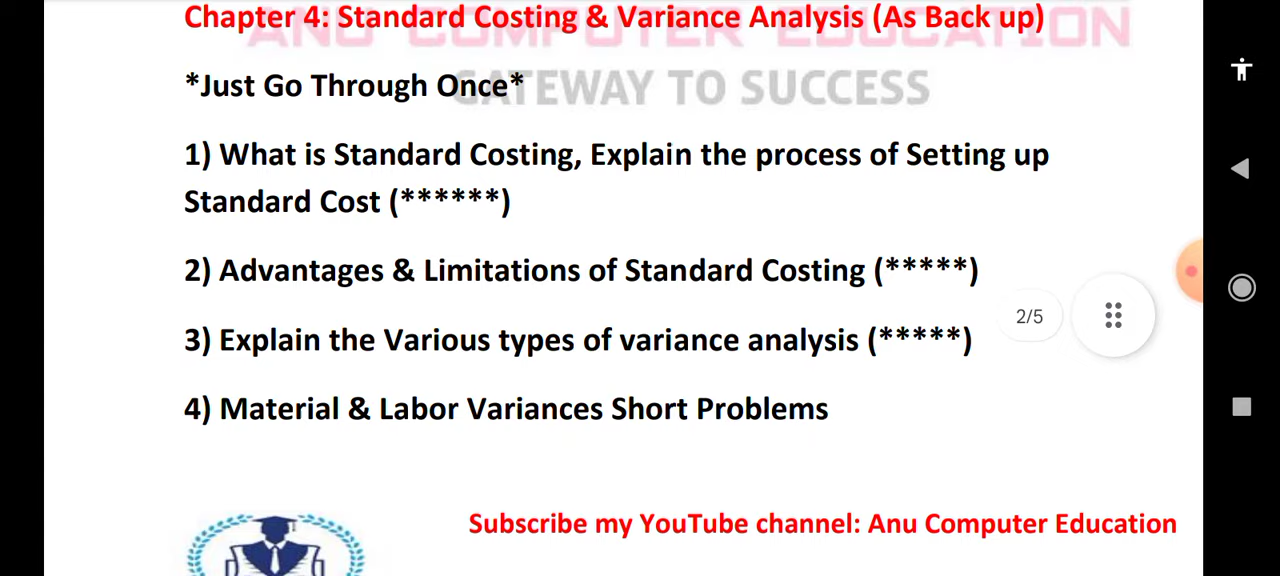 Chapter 4: Standard Costing & Variance Analysis (As Back up)
ANU COMPUTER EDUCATION
*Just Go Through Once*
GATEWAY TO SUCCESS
1) What is Standard Costing, Explain the process of Setting up
Standard Cost (******)
2) Advantages & Limitations of Standard Costing (*****)
2/5
3) Explain the Various types of variance analysis (*****)
4) Material & Labor Variances Short Problems
Subscribe my YouTube channel: Anu Computer Education